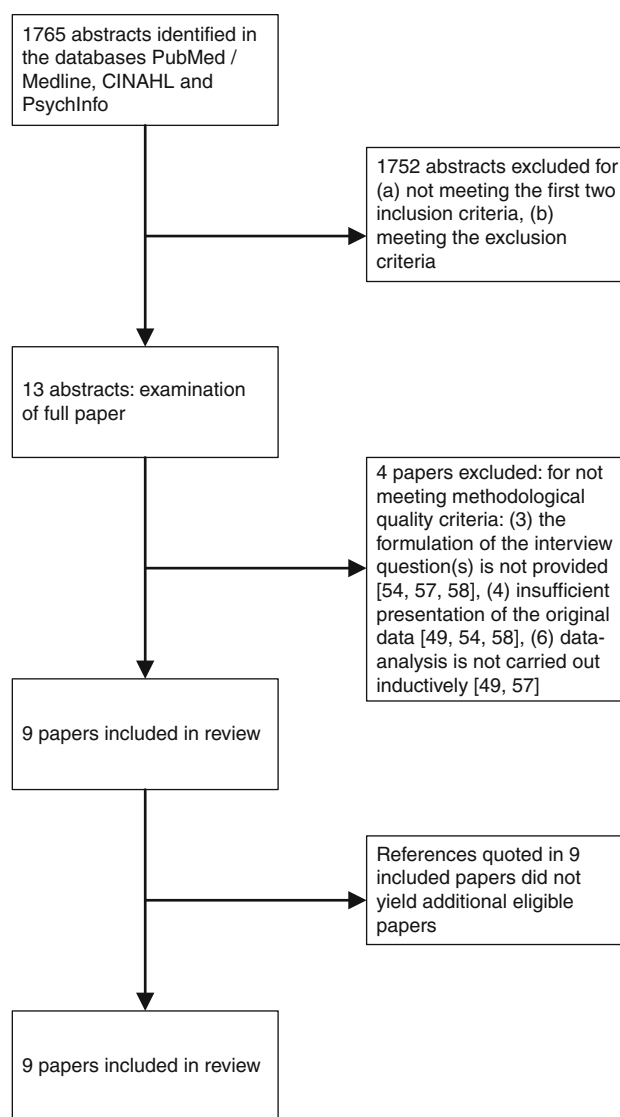 1765 abstracts identified in
the databases PubMed /
Medline, CINAHL and
PsychInfo
1752 abstracts excluded for
(a) not meeting the first two
inclusion criteria, (b)
meeting the exclusion
criteria
13 abstracts: examination
of full paper
4 papers excluded: for not
meeting methodological
quality criteria: (3) the
formulation of the interview
question(s) is not provided
[54, 57, 58], (4) insufficient
presentation of the original
data [49, 54, 58], (6) data-
analysis is not carried out
inductively [49, 57]
9 papers included in review
References quoted in 9
included papers did not
yield additional eligible
papers
9 papers included in review